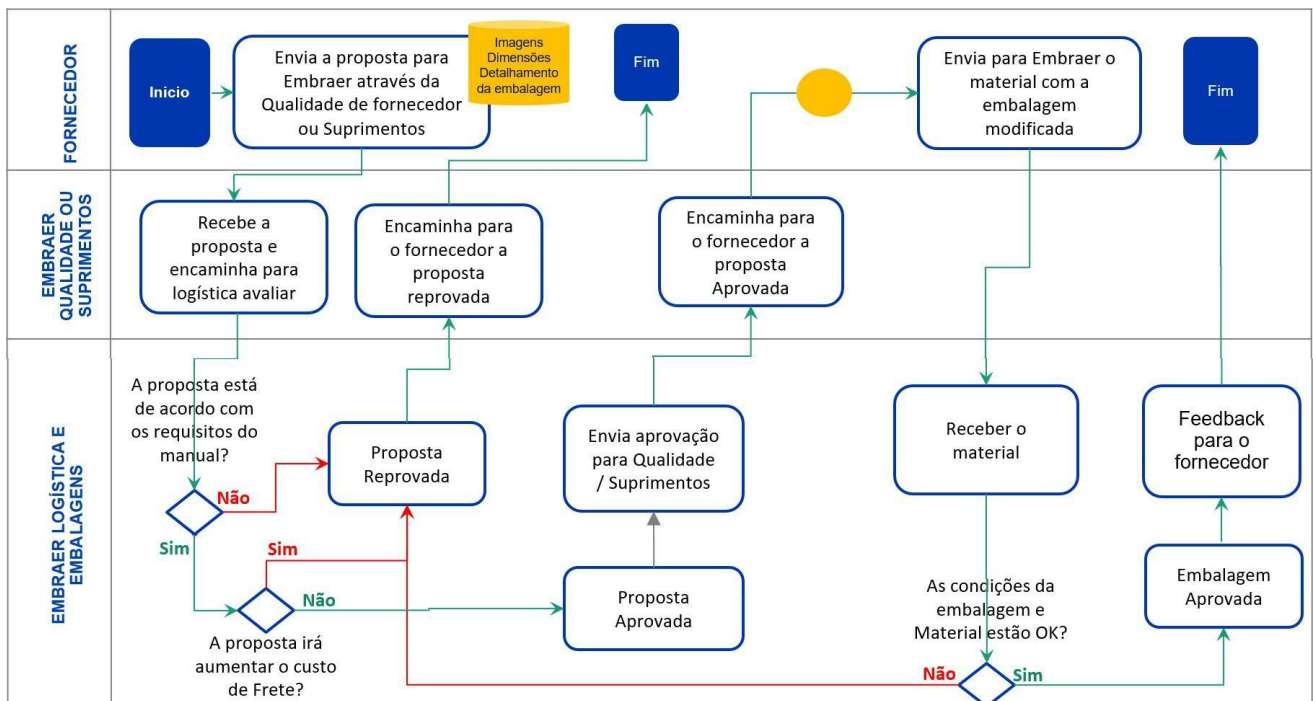 FORNECEDOR
Inicio
Envia a proposta para
Embraer através da
Qualidade de fornecedor
ou Suprimentos
Imagens
Dimensões
Detalhamento
da embalagem
Fim
Envia para Embraer o
material com a
embalagem
modificada
Fim
EMBRAER
QUALIDADE OU
SUPRIMENTOS
Recebe a
proposta e
encaminha para
logística avaliar
Encaminha para
o fornecedor a
proposta
reprovada
Encaminha para
o fornecedor a
proposta
Aprovada
EMBRAER LOGÍSTICA E
EMBALAGENS
A proposta está
de acordo com
os requisitos do
manual?
Não
Sim
Proposta
Reprovada
Sim
Não
A proposta irá
aumentar o custo
de Frete?
Envia aprovação
para Qualidade
/ Suprimentos
Proposta
Aprovada
Receber o
material
As condições da
embalagem e
Material estão OK?
Não
Sim
Feedback
para o
fornecedor
Embalagem
Aprovada